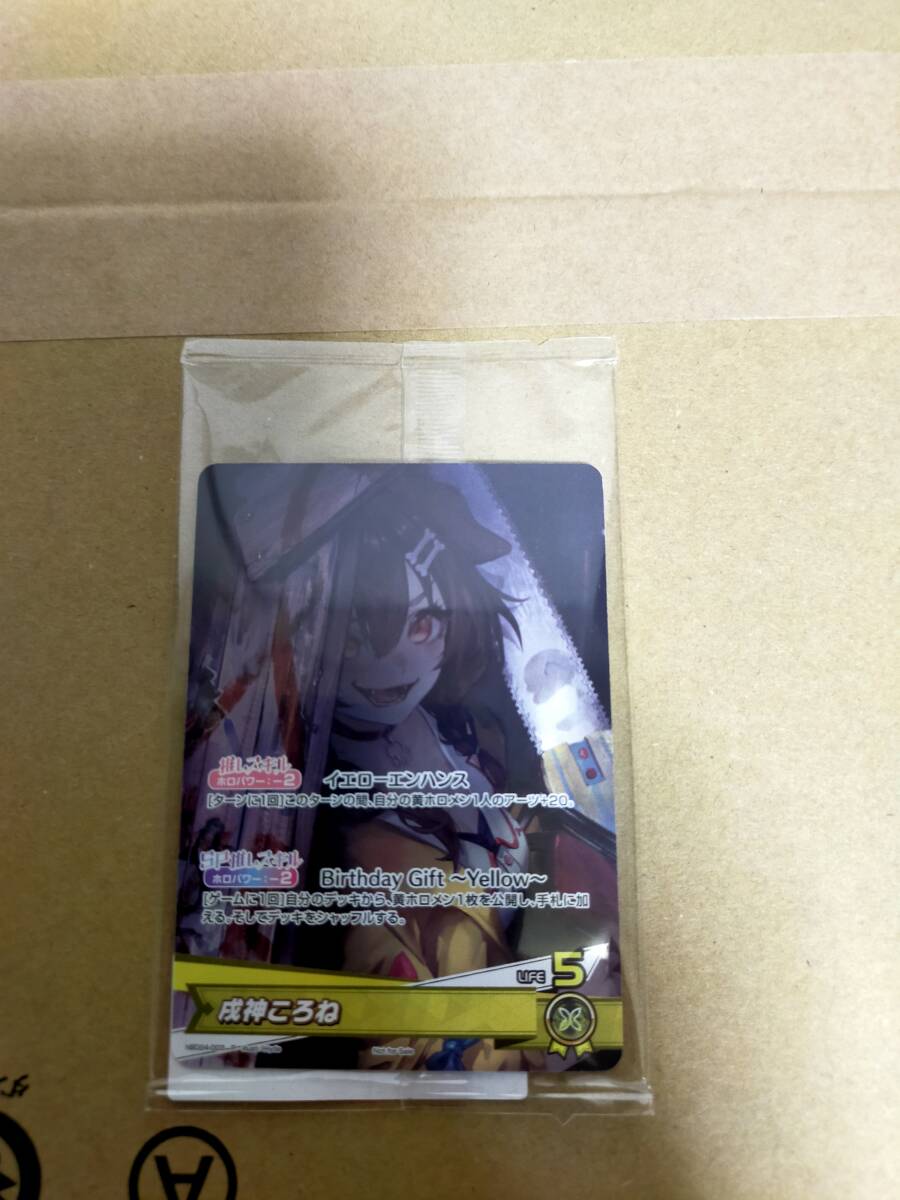 推しスキル
ホロパワー：-2
イエローエンハンス
[ターンに1回]このターンの間、自分の黄ホロメン1人のアーツ+20。
SP推しスキル
ホロパワー：-2
Birthday Gift ～Yellow～
[ゲームに1回]自分のデッキから、黄ホロメン1枚を公開し、手札に加
える。そしてデッキをシャッフルする。
LIFE 5
戌神ころね
Not for Sale
A